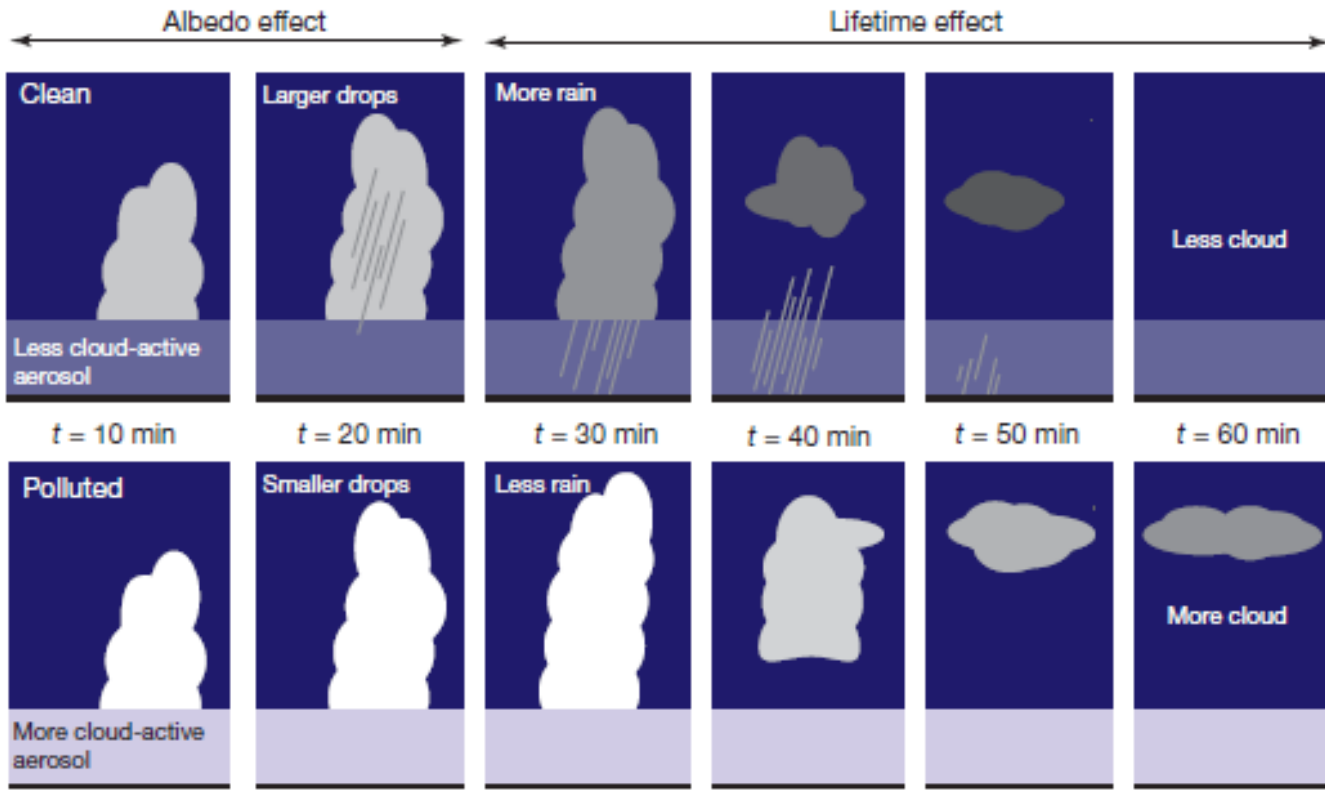 Albedo effect
Lifetime effect
Clean
Larger drops
More rain
Less cloud
Less cloud-active
aerosol
t = 10 min
t = 20 min
t = 30 min
t = 40 min
t = 50 min
t = 60 min
Polluted
Smaller drops
Less rain
More cloud
More cloud-active
aerosol